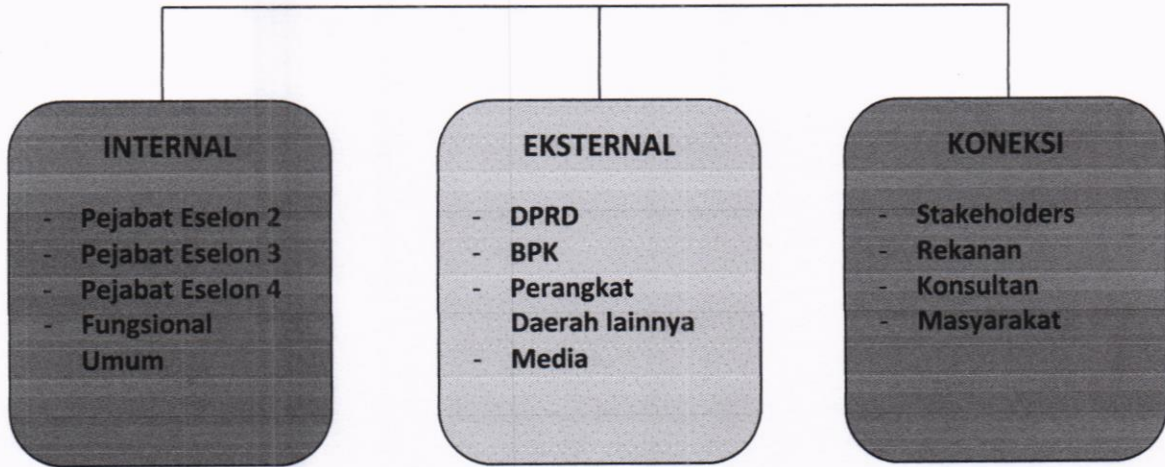 INTERNAL
- Pejabat Eselon 2
- Pejabat Eselon 3
- Pejabat Eselon 4
- Fungsional
Umum
EKSTERNAL
- DPRD
- BPK
- Perangkat
Daerah lainnya
- Media
KONEKSI
- Stakeholders
- Rekanan
- Konsultan
- Masyarakat